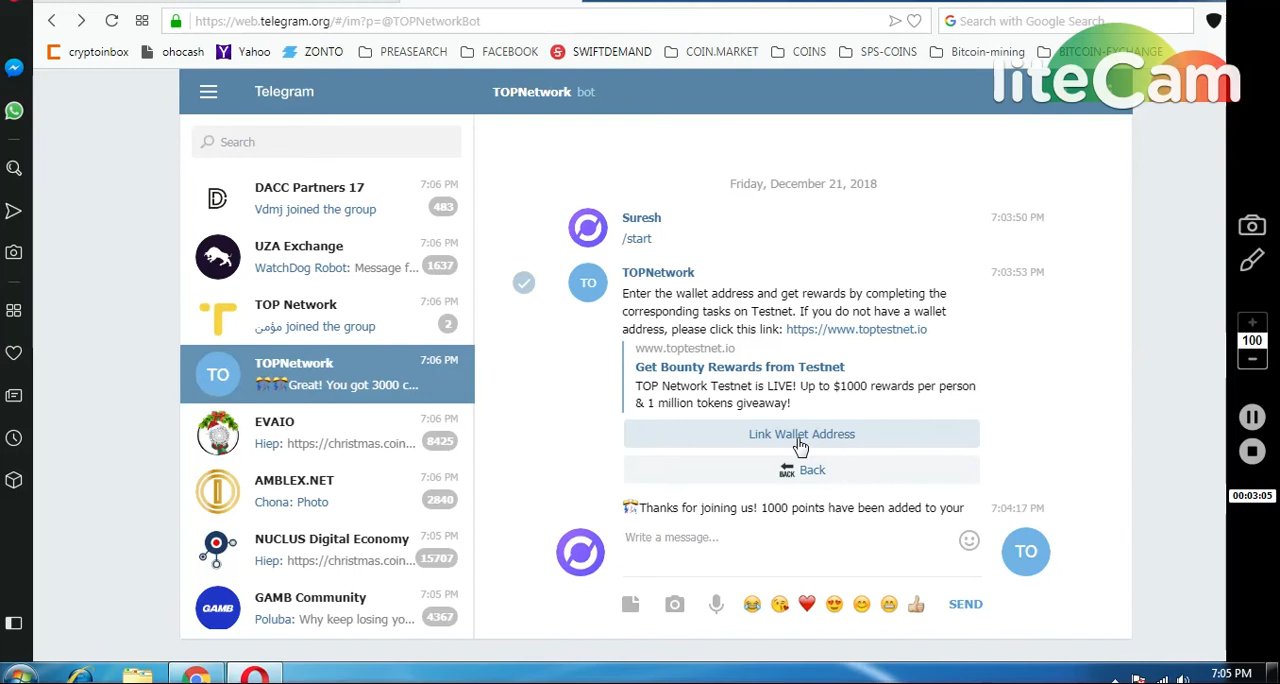 https://web.telegram.org/#/im?p=@TOPNetworkBot
Search with Google Search
cryptoinbox
ohocash
Yahoo
ZONTO
PREASEARCH
FACEBOOK
SWIFTDEMAND
COIN.MARKET
COINS
SPS-COINS
Bitcoin-mining
BITCOIN-EXCHANGE
liteCam
Telegram
TOPNetwork bot
Search
DACC Partners 17 7:06 PM
Vdmj joined the group 483
UZA Exchange 7:06 PM
WatchDog Robot: Message f... 1637
TOP Network 7:06 PM
مؤمن joined the group 2
TO
TOPNetwork 7:06 PM
Great! You got 3000 c...
EVAIO 7:06 PM
Hiep: https://christmas.coin... 8425
AMBLEX.NET 7:06 PM
Chona: Photo 2840
NUCLUS Digital Economy 7:05 PM
Hiep: https://christmas.coin... 15707
GAMB
GAMB Community 7:05 PM
Poluba: Why keep losing yo... 4367
Friday, December 21, 2018
Suresh 7:03:50 PM
/start
TO
TOPNetwork 7:03:53 PM
Enter the wallet address and get rewards by completing the
corresponding tasks on Testnet. If you do not have a wallet
address, please click this link: https://www.toptestnet.io
www.toptestnet.io
Get Bounty Rewards from Testnet
TOP Network Testnet is LIVE! Up to $1000 rewards per person
& 1 million tokens giveaway!
Link Wallet Address
BACK Back
Thanks for joining us! 1000 points have been added to your 7:04:17 PM
Write a message...
TO
SEND
100
00:03:05
7:05 PM